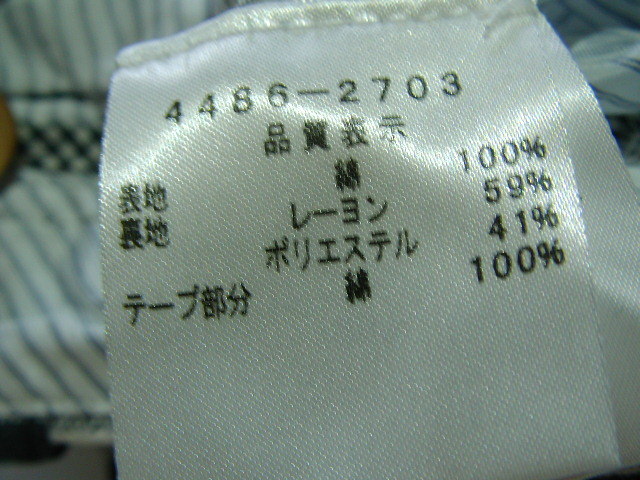 4486-2703
品質表示
表地 綿 100%
裏地 レーヨン 59%
ポリエステル 41%
テープ部分 綿 100%